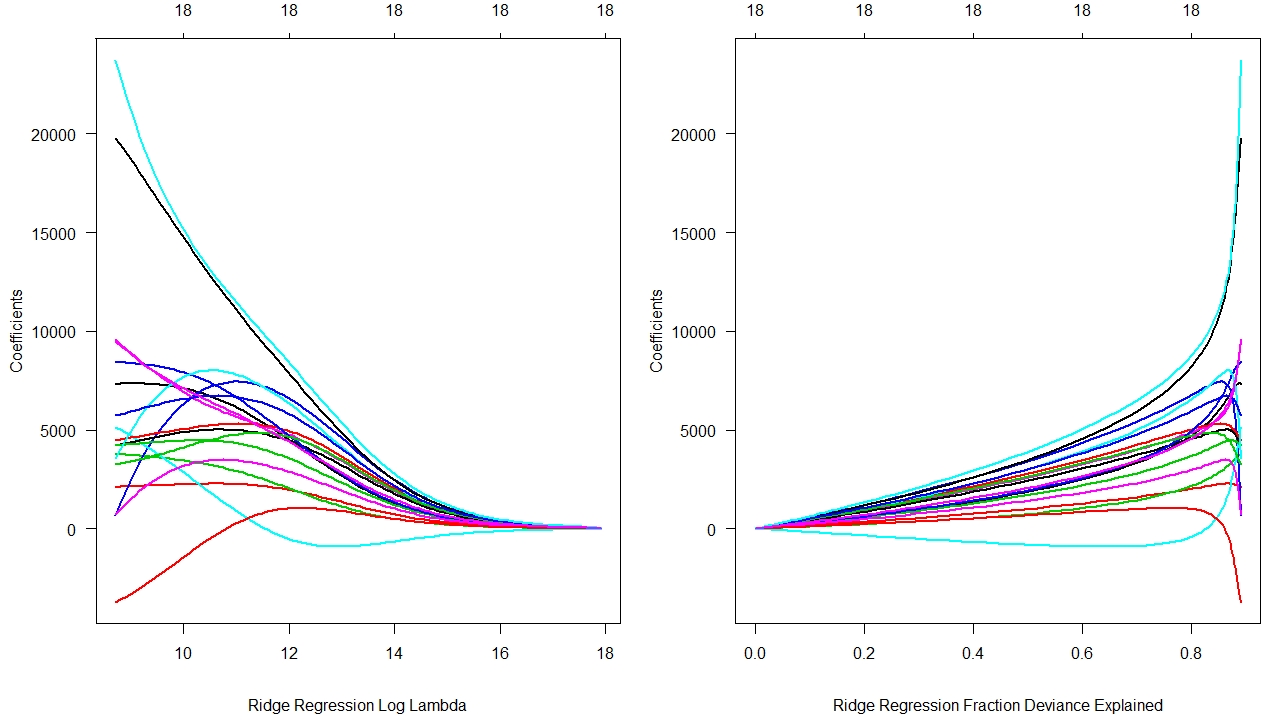 18 18 18 18 18
Coefficients
20000
15000
10000
5000
0
10 12 14 16 18
Ridge Regression Log Lambda
18 18 18 18 18
Coefficients
20000
15000
10000
5000
0
0.0 0.2 0.4 0.6 0.8
Ridge Regression Fraction Deviance Explained